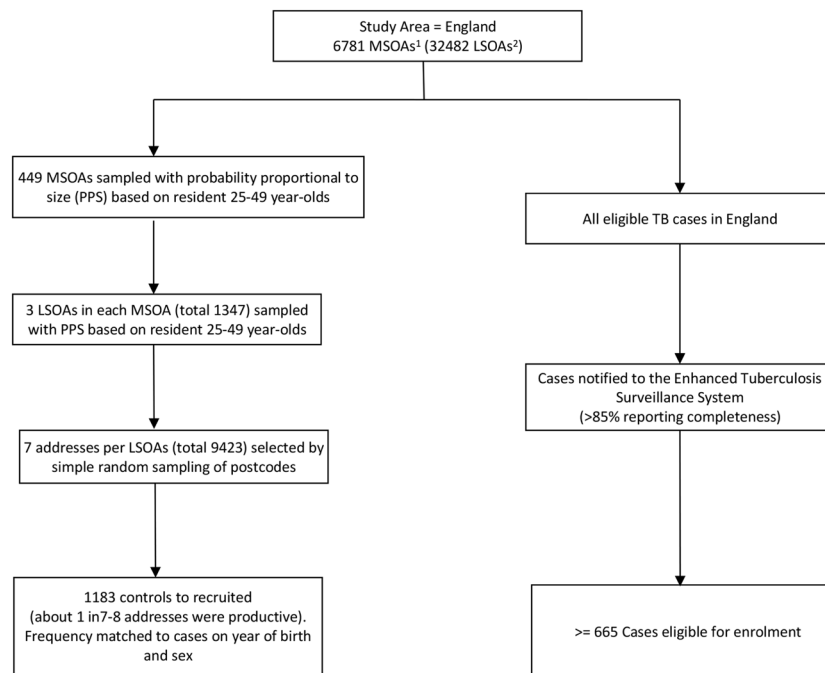 Study Area = England
6781 MSOAs¹ (32482 LSOAs²)
449 MSOAs sampled with probability proportional to
size (PPS) based on resident 25-49 year-olds
3 LSOAs in each MSOA (total 1347) sampled
with PPS based on resident 25-49 year-olds
7 addresses per LSOAs (total 9423) selected by
simple random sampling of postcodes
1183 controls to recruited
(about 1 in7-8 addresses were productive).
Frequency matched to cases on year of birth
and sex
All eligible TB cases in England
Cases notified to the Enhanced Tuberculosis
Surveillance System
(>85% reporting completeness)
>= 665 Cases eligible for enrolment